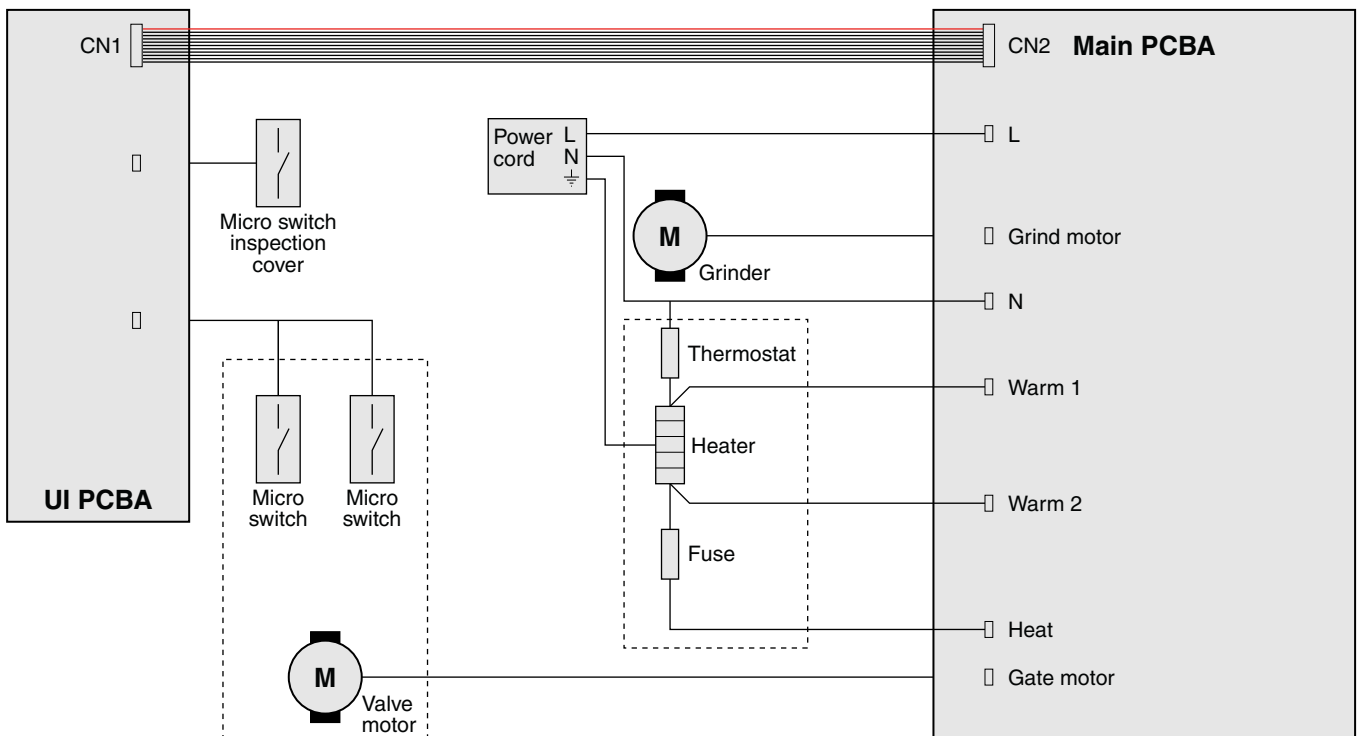 CN1
CN2 Main PCBA
Power L
cord N
L
Micro switch
inspection
cover
M
Grinder
Grind motor
N
Thermostat
Warm 1
Heater
UI PCBA
Micro
switch
Micro
switch
Warm 2
Fuse
Heat
M
Valve
motor
Gate motor